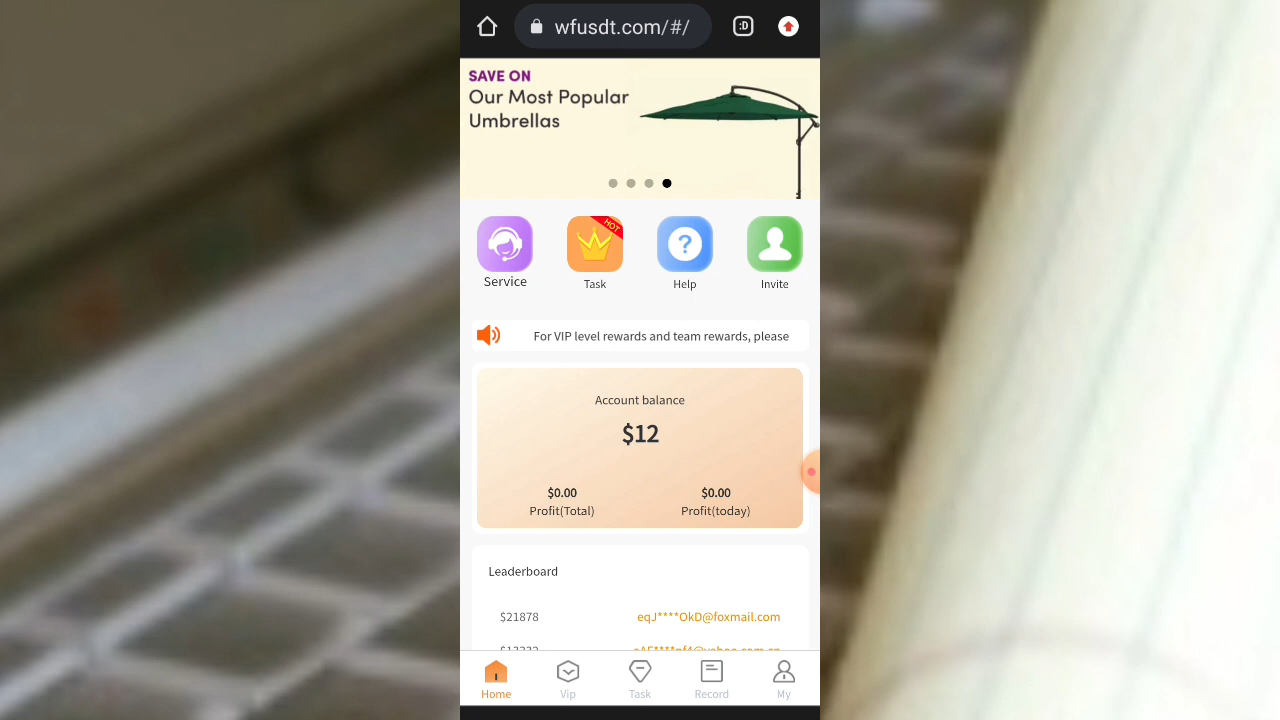 wfusdt.com/#/
:D
SAVE ON
Our Most Popular
Umbrellas
HOT
Service
Task
Help
Invite
For VIP level rewards and team rewards, please
Account balance
$12
$0.00
$0.00
Profit(Total)
Profit(today)
Leaderboard
$21878
eqJ****OkD@foxmail.com
Home
Vip
Task
Record
My